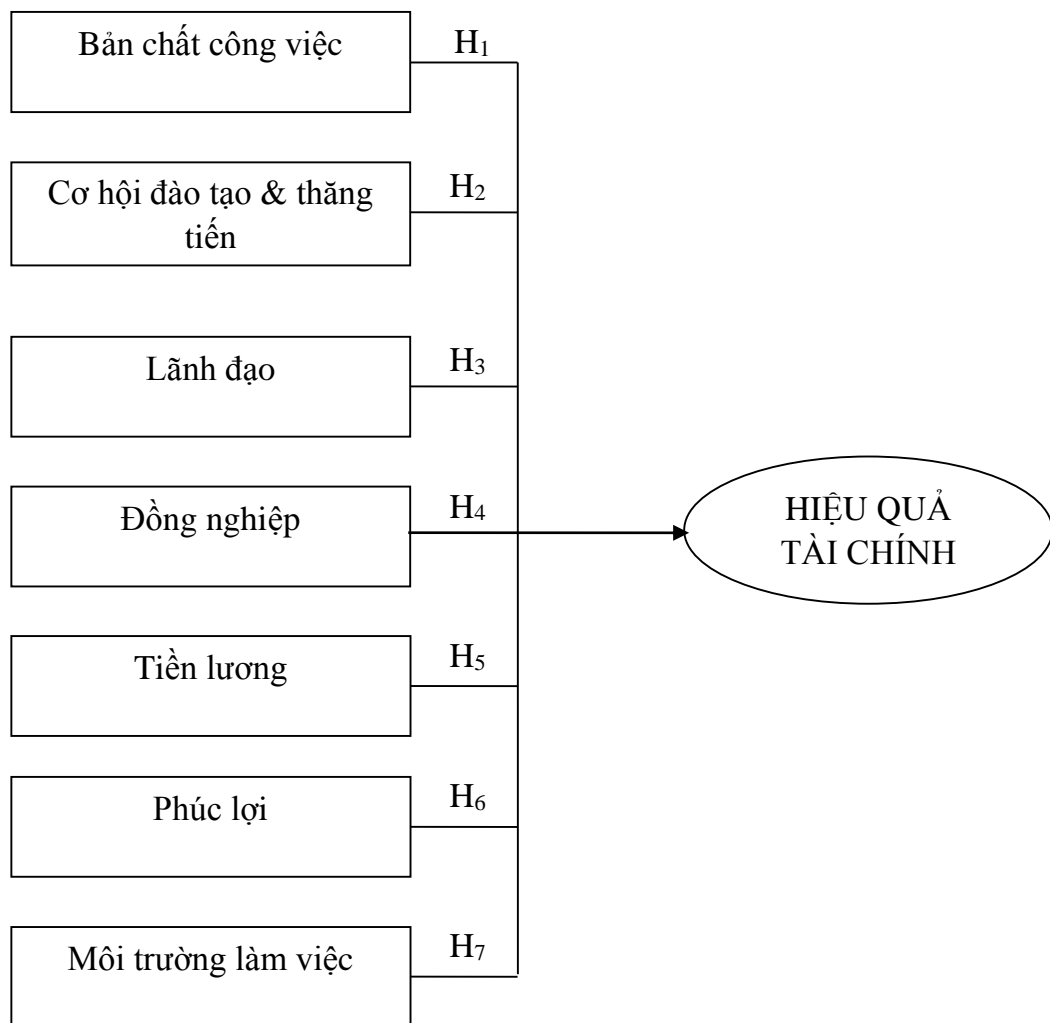 Bản chất công việc
H₁
Cơ hội đào tạo & thăng
tiến
H₂
Lãnh đạo
H₃
Đồng nghiệp
H₄
HIỆU QUẢ
TÀI CHÍNH
Tiền lương
H₅
Phúc lợi
H₆
Môi trường làm việc
H₇